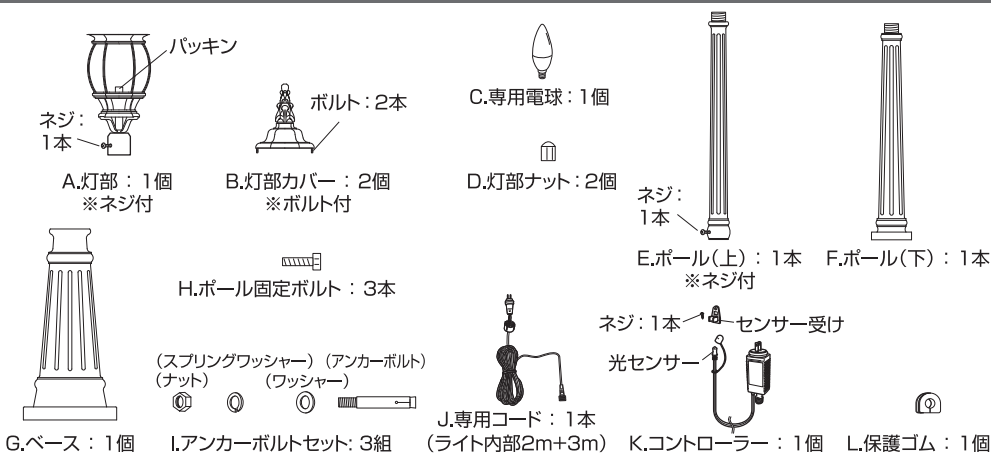 パッキン
ネジ：
1本
A.灯部：1個
※ネジ付
ボルト：2本
B.灯部カバー：2個
※ボルト付
C.専用電球：1個
D.灯部ナット：2個
ネジ：
1本
E.ポール(上)：1本
※ネジ付
F.ポール(下)：1本
G.ベース：1個
H.ポール固定ボルト：3本
(スプリングワッシャー) (アンカーボルト)
(ナット) (ワッシャー)
I.アンカーボルトセット：3組
J.専用コード：1本
(ライト内部2m+3m)
ネジ：1本
センサー受け
光センサー
K.コントローラー：1個
L.保護ゴム：1個